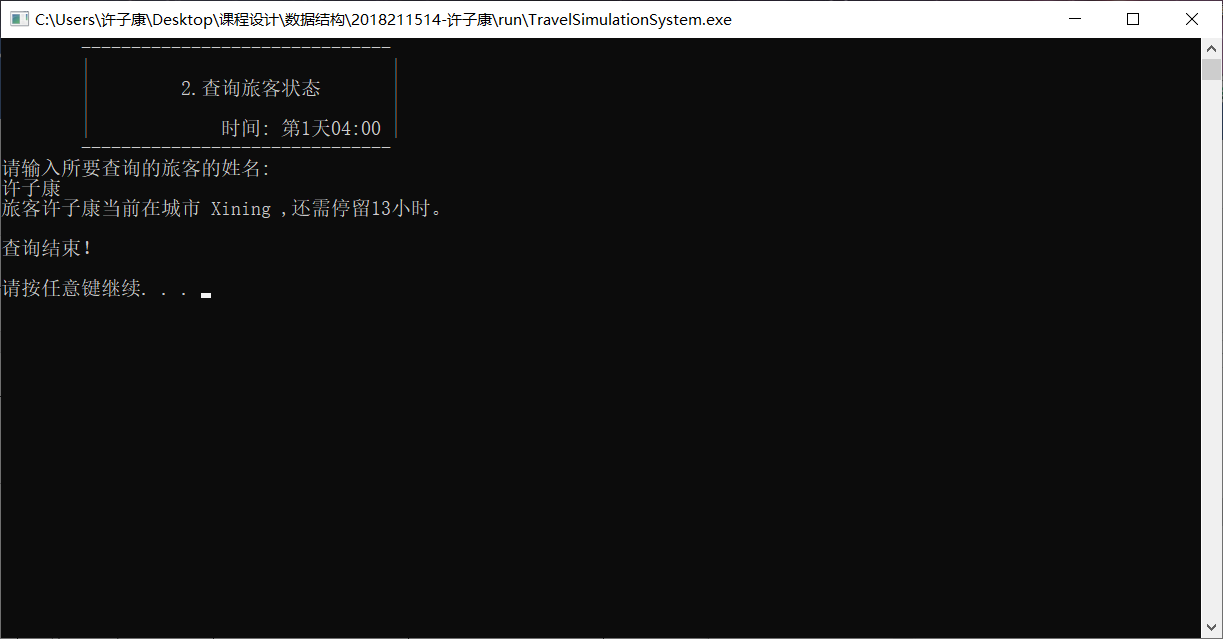 C:\Users\许子康\Desktop\课程设计\数据结构\2018211514-许子康\run\TravelSimulationSystem.exe
-------------------------------
2.查询旅客状态
时间: 第1天04:00
-------------------------------
请输入所要查询的旅客的姓名:
许子康
旅客许子康当前在城市 Xining ,还需停留13小时。
查询结束!
请按任意键继续. . .